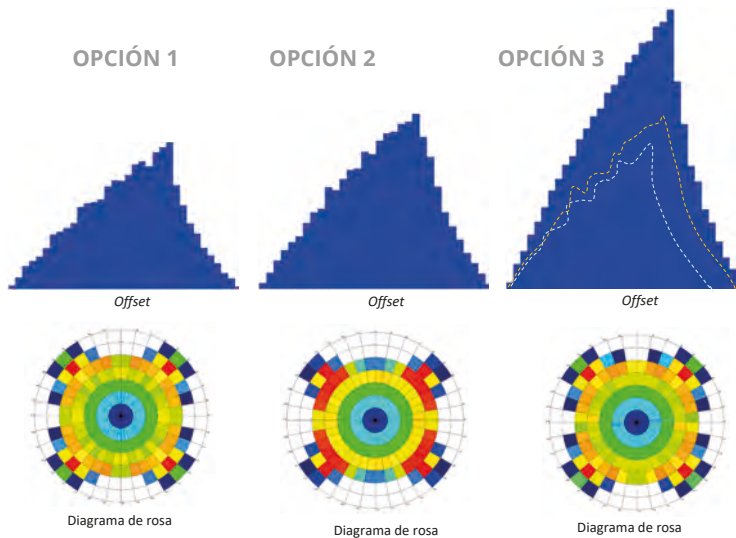 OPCIÓN 1
OPCIÓN 2
OPCIÓN 3
Offset
Offset
Offset
Diagrama de rosa
Diagrama de rosa
Diagrama de rosa